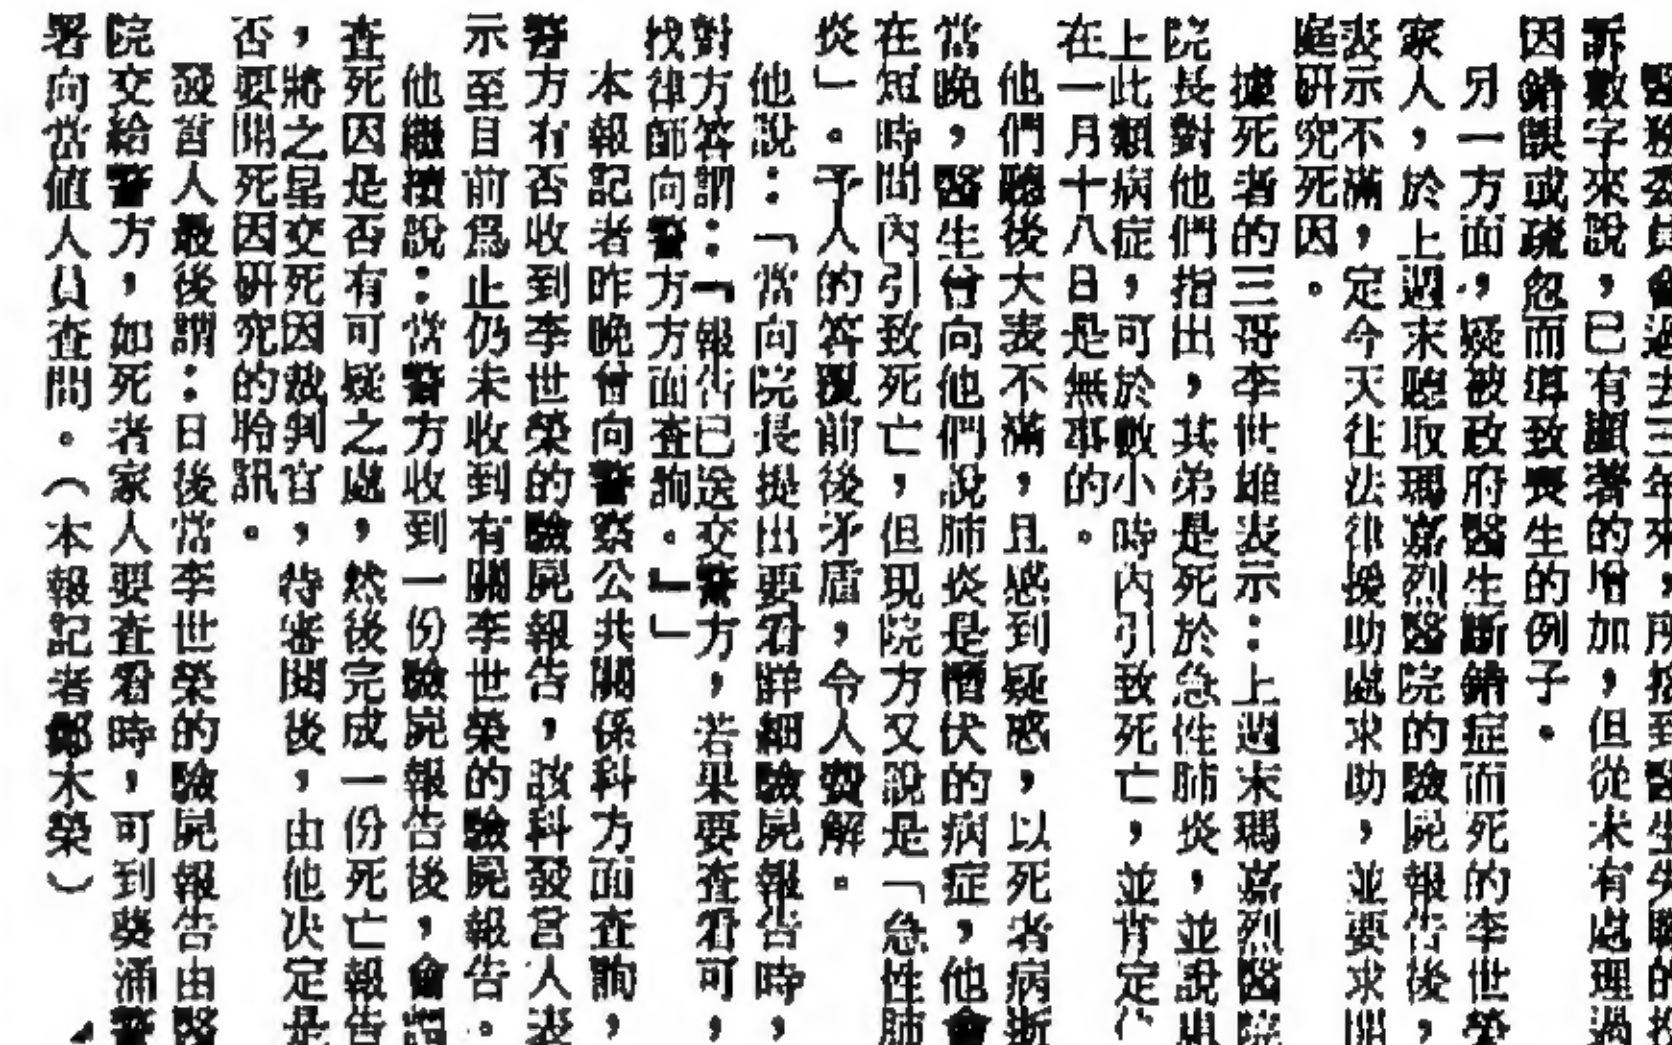 醫務委員會過去三年來，所接到醫生失職的投
訴數字來說，已有顯著的增加，但從未有處理過
因錯誤或疏忽而導致喪生的例子。
另一方面，疑被政府醫生斷錯症而死的李世榮
家人，於上週末聽取瑪嘉烈醫院的驗屍報告後，
表示不滿，定今天往法律援助處求助，並要求開
庭研究死因。
據死者的三哥李世雄表示：上週末瑪嘉烈醫院
院長對他們指出，其弟是死於急性肺炎，並說患
上此類病症，可於數小時內引致死亡，並肯定
在一月十八日是無事的。
他們聽後大表不滿，且感到疑惑，以死者病逝
當晚，醫生曾向他們說肺炎是潛伏的病症，他會
在短時間內引致死亡，但現院方又說是「急性肺
炎」。予人的答覆前後矛盾，令人費解。
他說：「當向院長提出要看詳細驗屍報告時，
對方答謂：「報告已送交警方，若果要查看可，
找律師向警方方面查詢。」」
本報記者昨晚曾向警察公共關係科方面查詢，
警方有否收到李世榮的驗屍報告，該科發言人表
示至目前為止仍未收到有關李世榮的驗屍報告。
他繼續說：當警方收到一份驗屍報告後，會調
查死因是否有可疑之處，然後完成一份死亡報告
，將之呈交死因裁判官，待審閱後，由他決定是
否要開死因研究的聆訊。
發言人最後謂：日後當李世榮的驗屍報告由醫
院交給警方，如死者家人要查看時，可到葵涌警
署向當值人員查問。（本報記者鄭木榮）